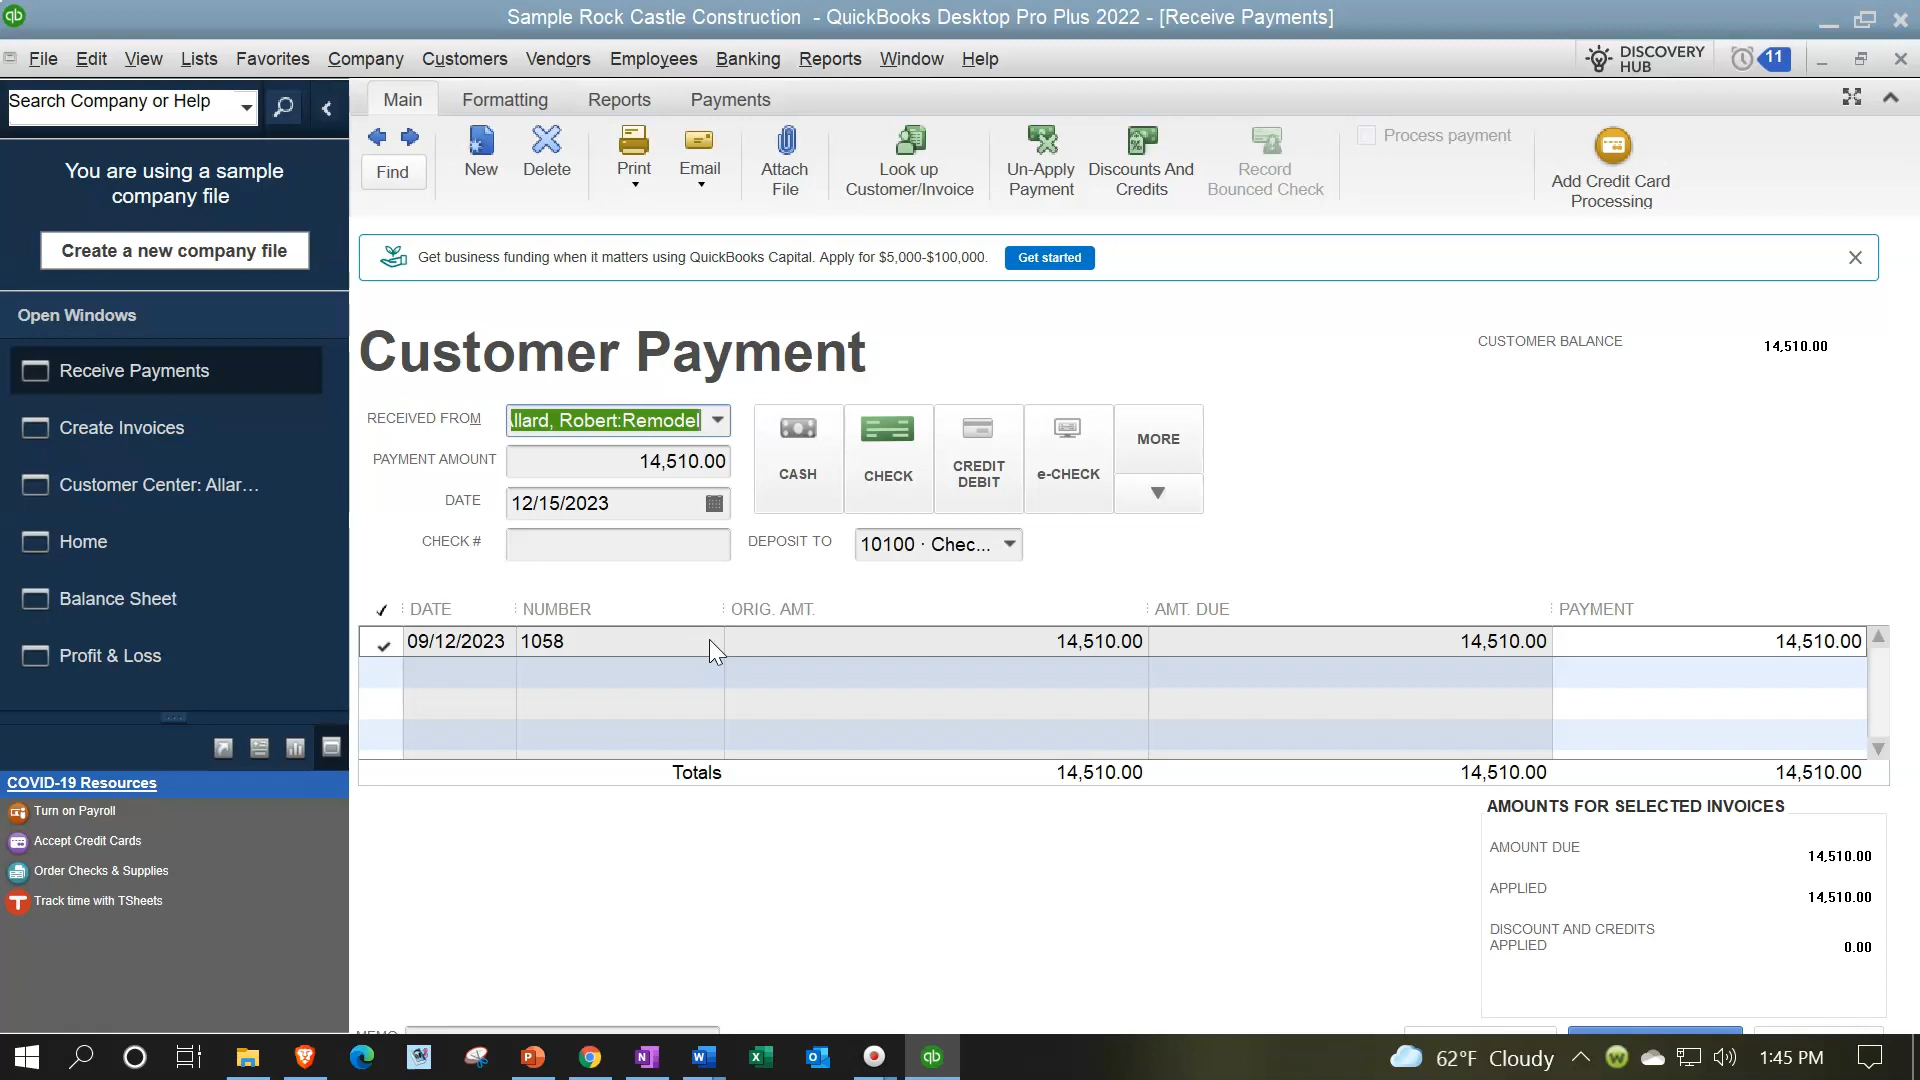 qb Sample Rock Castle Construction - QuickBooks Desktop Pro Plus 2022 - [Receive Payments]
File Edit View Lists Favorites Company Customers Vendors Employees Banking Reports Window Help DISCOVERY HUB 11
Search Company or Help
Main Formatting Reports Payments
Find
New
Delete
Print
Email
Attach
File
Look up
Customer/Invoice
Un-Apply
Payment
Discounts And
Credits
Record
Bounced Check
Process payment
Add Credit Card
Processing
You are using a sample
company file
Create a new company file
Get business funding when it matters using QuickBooks Capital. Apply for $5,000-$100,000. Get started
Open Windows
Receive Payments
Create Invoices
Customer Center: Allar…
Home
Balance Sheet
Profit & Loss
COVID-19 Resources
Turn on Payroll
Accept Credit Cards
Order Checks & Supplies
Track time with TSheets
Customer Payment
CUSTOMER BALANCE 14,510.00
RECEIVED FROM llard, Robert:Remodel
PAYMENT AMOUNT 14,510.00
DATE 12/15/2023
CHECK #
CASH
CHECK
CREDIT
DEBIT
e-CHECK
MORE
DEPOSIT TO 10100 · Chec...
DATE NUMBER ORIG. AMT. AMT. DUE PAYMENT
09/12/2023 1058 14,510.00 14,510.00 14,510.00
Totals 14,510.00 14,510.00 14,510.00
AMOUNTS FOR SELECTED INVOICES
AMOUNT DUE 14,510.00
APPLIED 14,510.00
DISCOUNT AND CREDITS
APPLIED 0.00
MEMO
62°F Cloudy 1:45 PM